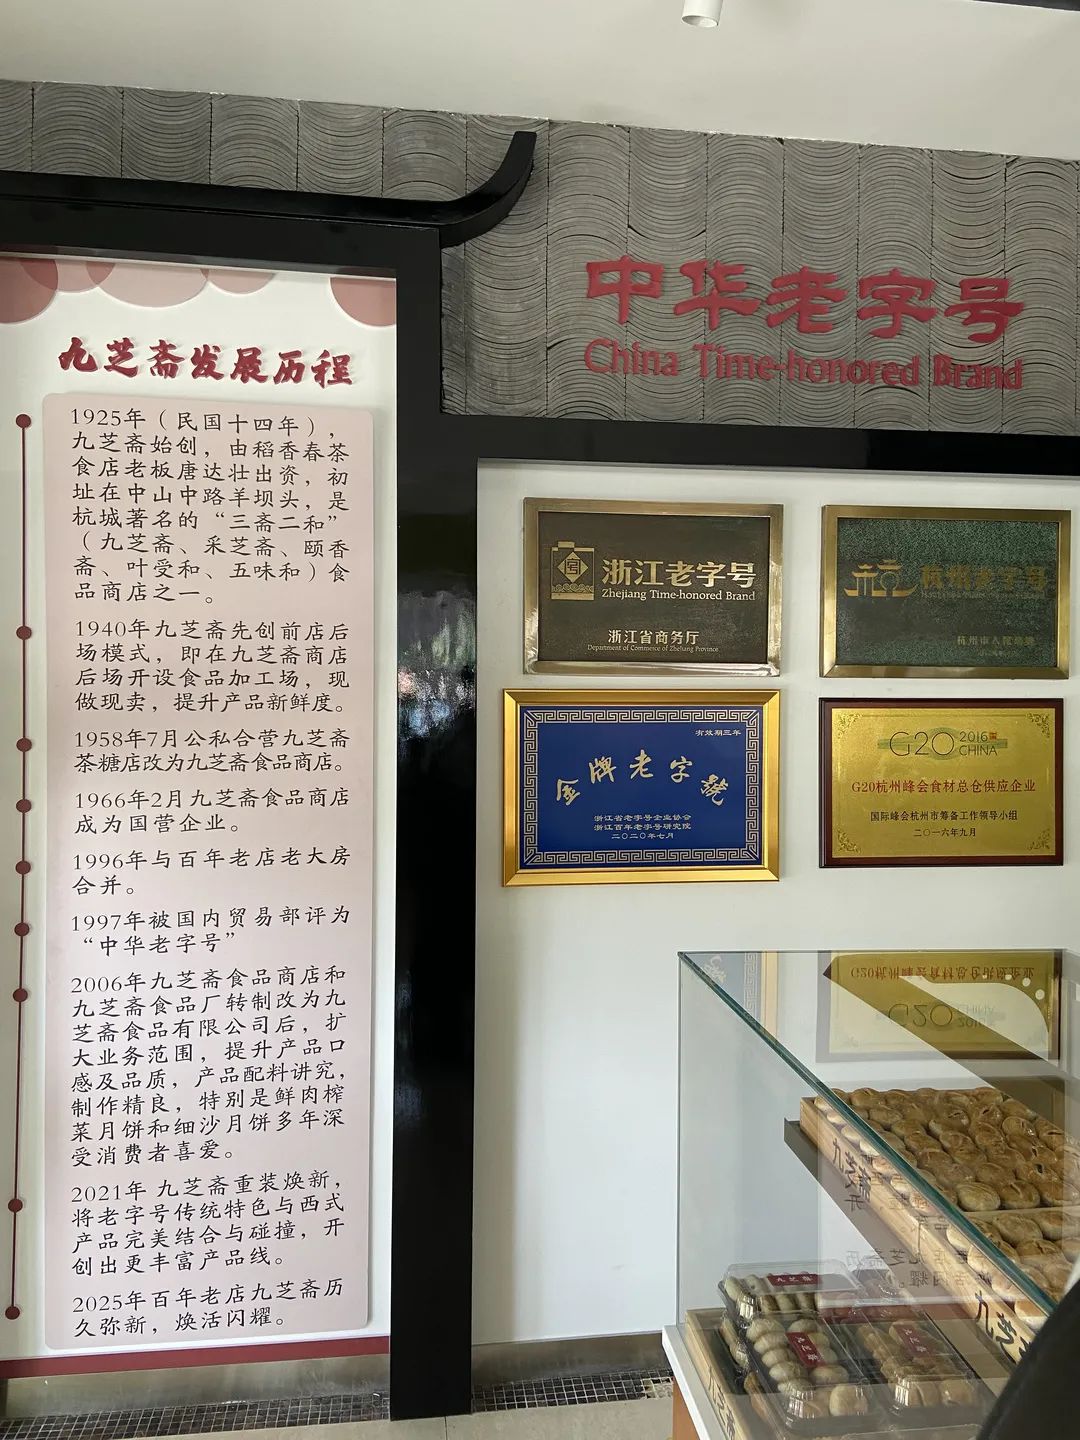 中华老字号
China Time-honored Brand
九芝斋发展历程
1925年（民国十四年），
九芝斋始创，由稻香春茶
食店老板唐达壮出资，初
址在中山中路羊坝头，是
杭城著名的“三斋二和”
（九芝斋、采芝斋、颐香
斋、叶受和、五味和）食
品商店之一。
1940年九芝斋先创前店后
场模式，即在九芝斋商店
后场开设食品加工场，现
做现卖，提升产品新鲜度。
1958年7月公私合营九芝斋
茶糖店改为九芝斋食品商店。
1966年2月九芝斋食品商店
成为国营企业。
1996年与百年老店老大房
合并。
1997年被国内贸易部评为
“中华老字号”
2006年九芝斋食品商店和
九芝斋食品厂转制改为九
芝斋食品有限公司后，扩
大业务范围，提升产品口
感及品质，产品配料讲究，
制作精良，特别是鲜肉榨
菜月饼和细沙月饼多年深
受消费者喜爱。
2021年 九芝斋重装焕新，
将老字号传统特色与西式
产品完美结合与碰撞，开
创出更丰富产品线。
2025年百年老店九芝斋历
久弥新，焕活闪耀。
浙江老字号
Zhejiang Time-honored Brand
浙江省商务厅
Department of Commerce of Zhejiang Province
杭州老字号
杭州市人民政府
有效期三年
金牌老字號
浙江省老字号企业协会
浙江百年老字号研究院
二〇二〇年七月
G20 2016
CHINA
G20杭州峰会食材总仓供应企业
国际峰会杭州市筹备工作领导小组
二〇一六年九月
九芝斋
九芝
九芝斋
九芝斋
九芝斋